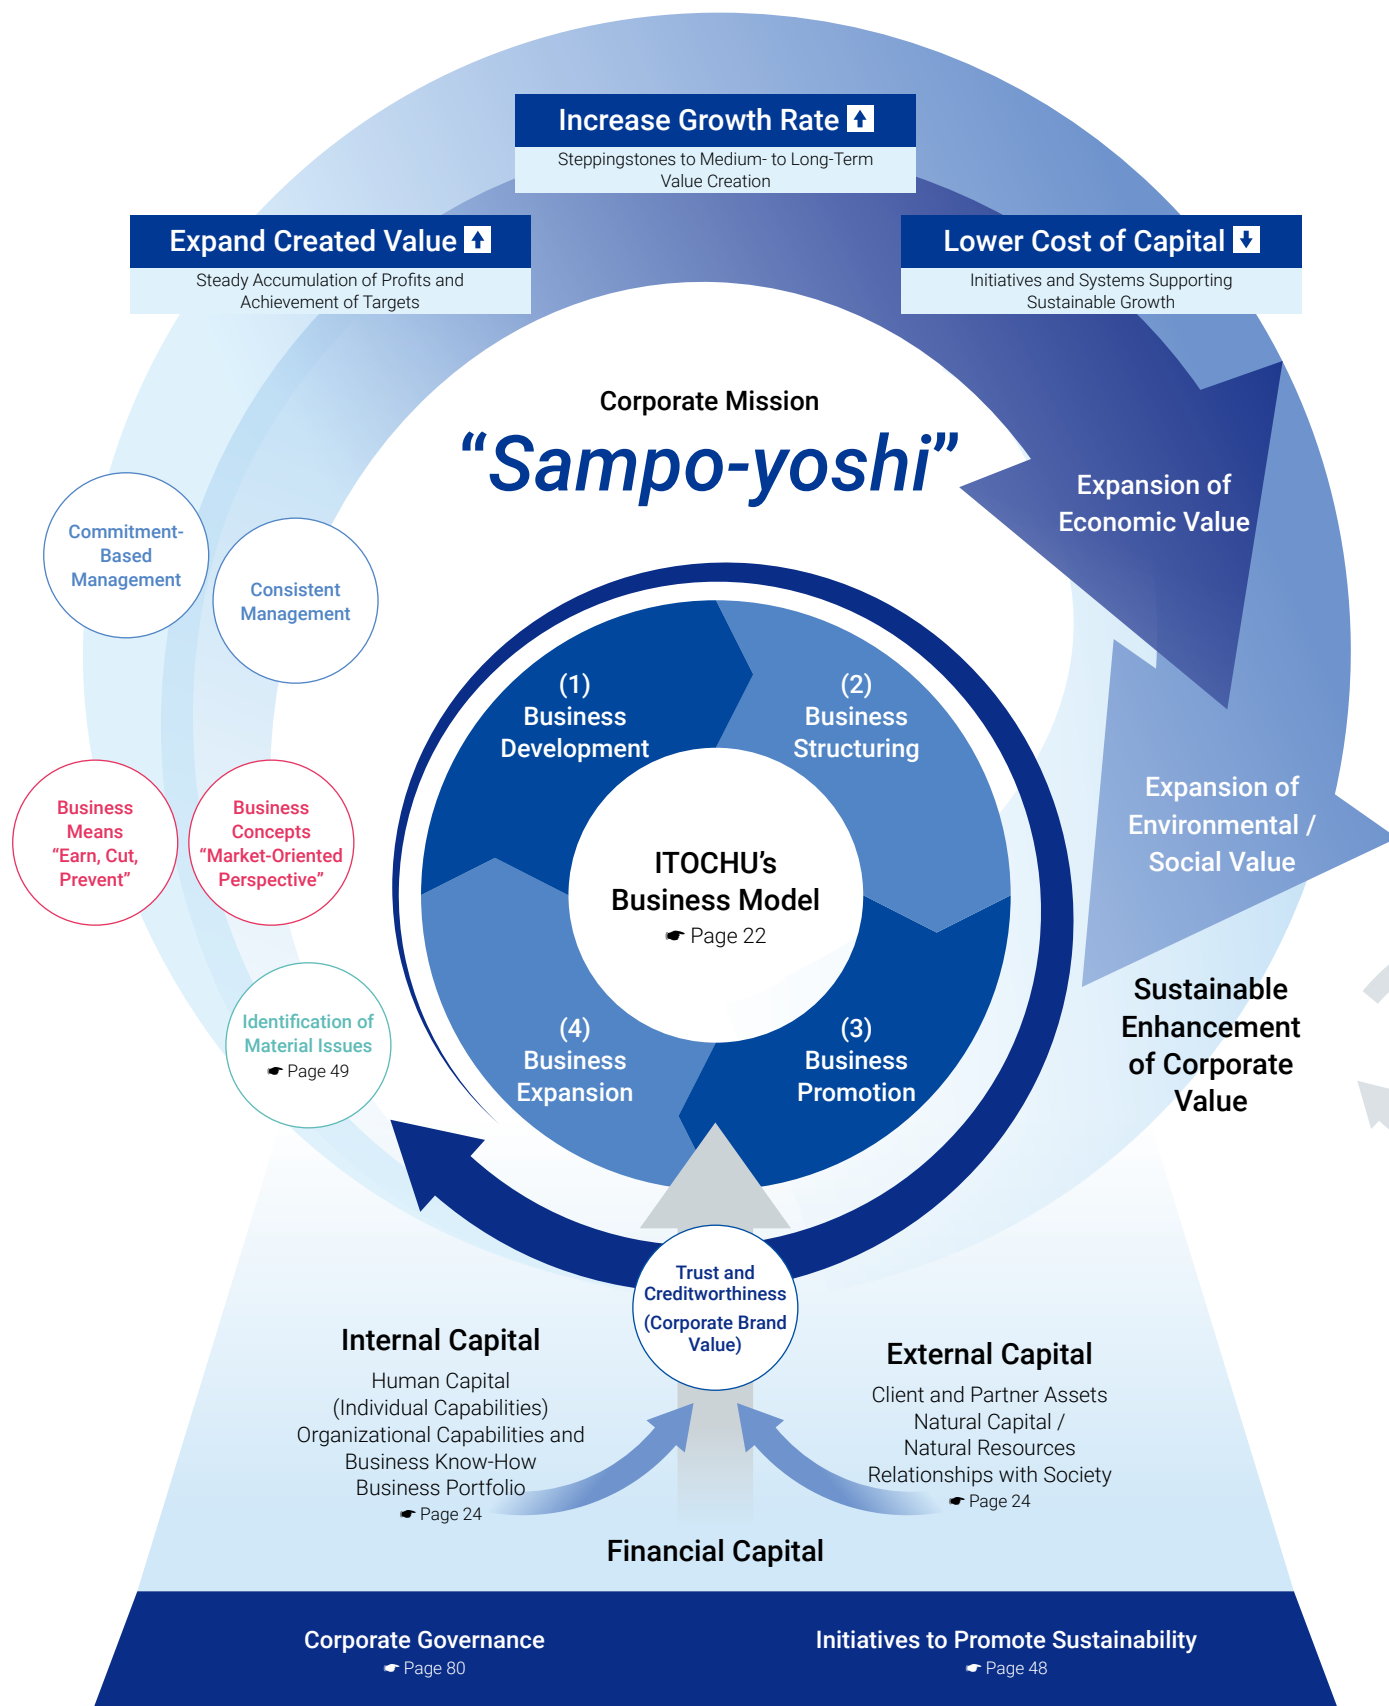 Increase Growth Rate
Steppingstones to Medium- to Long-Term
Value Creation
Expand Created Value
Steady Accumulation of Profits and
Achievement of Targets
Lower Cost of Capital
Initiatives and Systems Supporting
Sustainable Growth
Corporate Mission
“Sampo-yoshi”
Expansion of
Economic Value
Commitment-
Based
Management
Consistent
Management
(1)
Business
Development
(2)
Business
Structuring
Business
Means
“Earn, Cut,
Prevent”
Business
Concepts
“Market-Oriented
Perspective”
ITOCHU’s
Business Model
☛ Page 22
Expansion of
Environmental /
Social Value
Identification of
Material Issues
☛ Page 49
(4)
Business
Expansion
(3)
Business
Promotion
Sustainable
Enhancement
of Corporate
Value
Trust and
Creditworthiness
(Corporate Brand
Value)
Internal Capital
Human Capital
(Individual Capabilities)
Organizational Capabilities and
Business Know-How
Business Portfolio
☛ Page 24
External Capital
Client and Partner Assets
Natural Capital /
Natural Resources
Relationships with Society
☛ Page 24
Financial Capital
Corporate Governance
☛ Page 80
Initiatives to Promote Sustainability
☛ Page 48